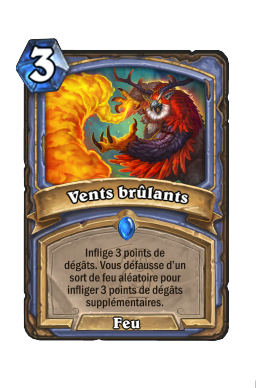 3
Vents brûlants
Inflige 3 points de
dégâts. Vous défausse d'un
sort de feu aléatoire pour
infliger 3 points de dégâts
supplémentaires.
Feu